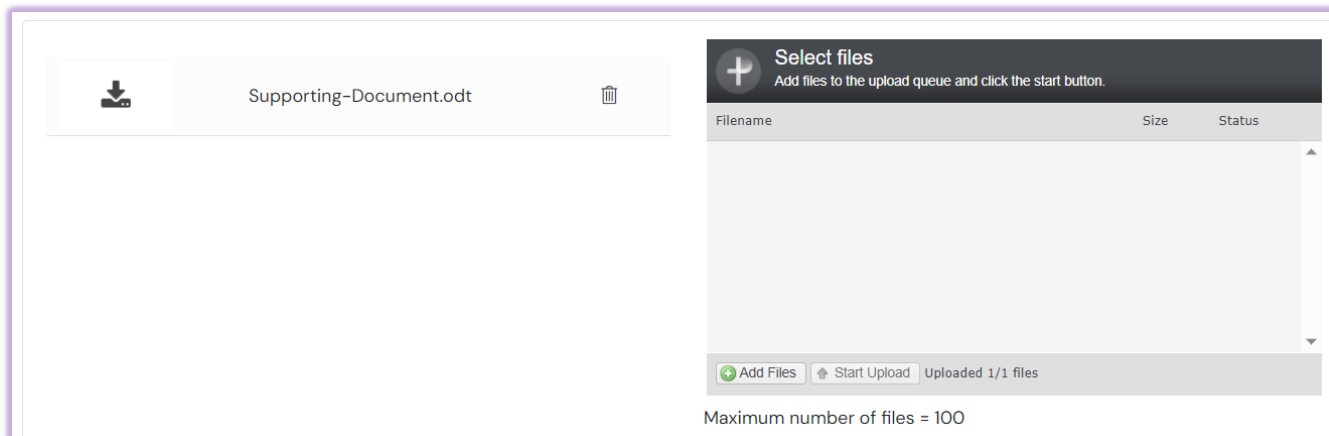 Supporting-Document.odt
Select files
Add files to the upload queue and click the start button.
Filename Size Status
Add Files Start Upload Uploaded 1/1 files
Maximum number of files = 100